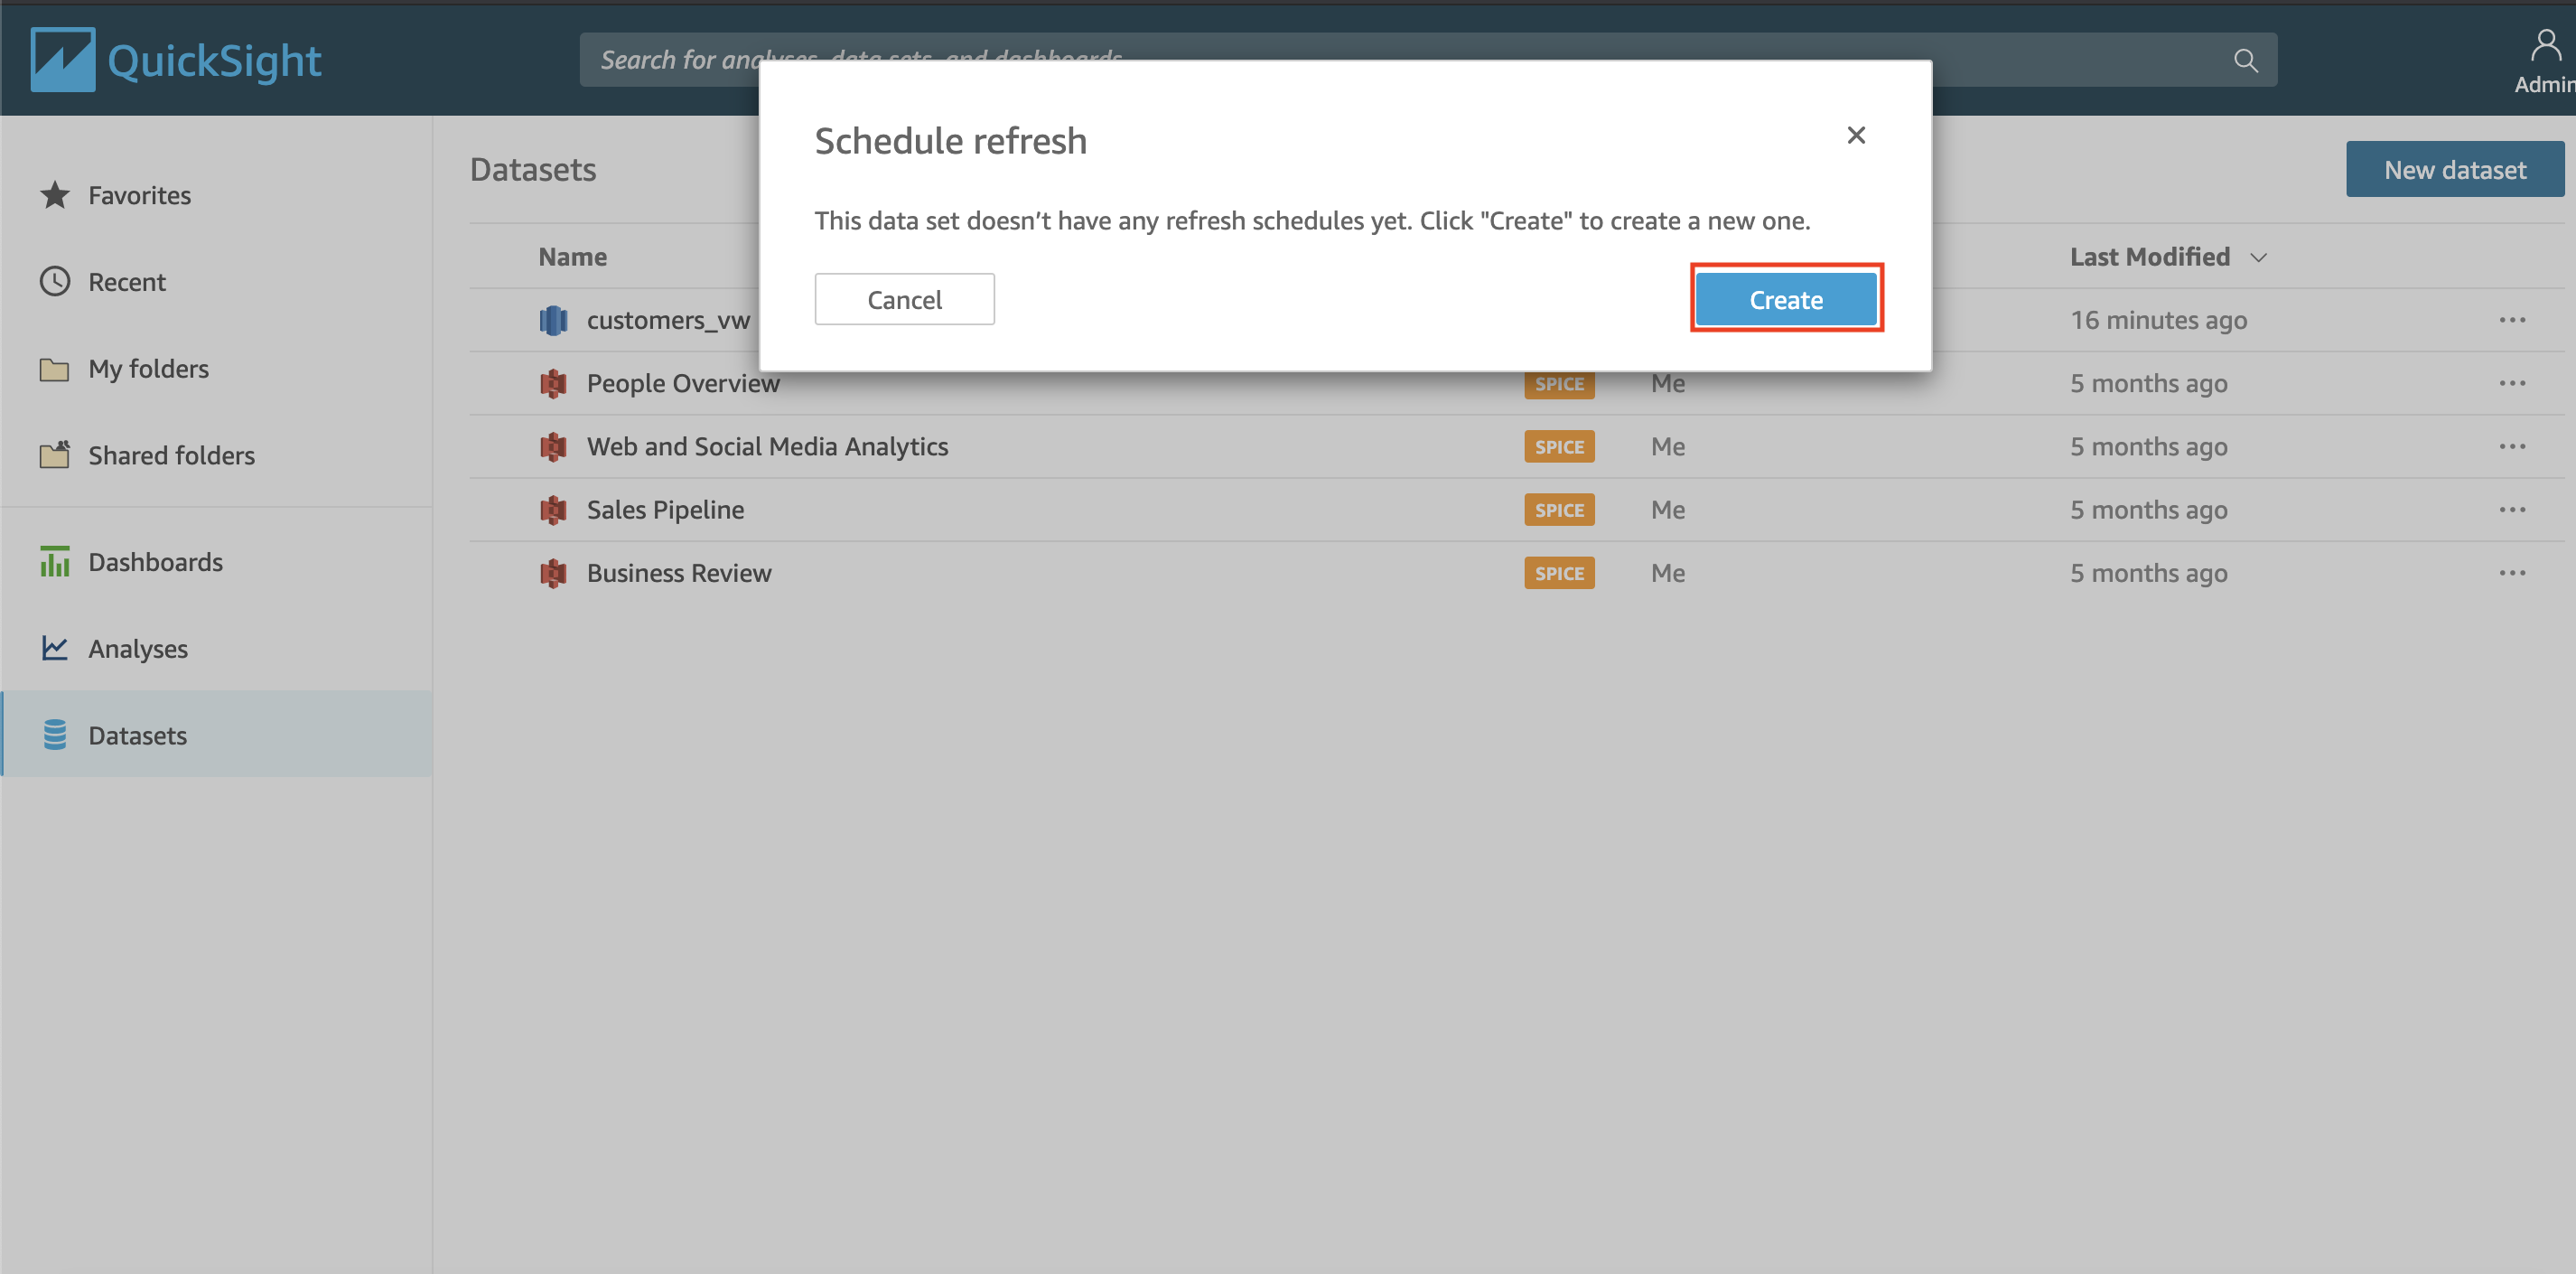 QuickSight
Search for analyses, data sets, and dashboards
Admin
Schedule refresh
This data set doesn’t have any refresh schedules yet. Click "Create" to create a new one.
Cancel
Create
Favorites
Recent
My folders
Shared folders
Dashboards
Analyses
Datasets
Datasets
New dataset
Name
Last Modified
customers_vw
16 minutes ago
People Overview SPICE Me 5 months ago
Web and Social Media Analytics SPICE Me 5 months ago
Sales Pipeline SPICE Me 5 months ago
Business Review SPICE Me 5 months ago